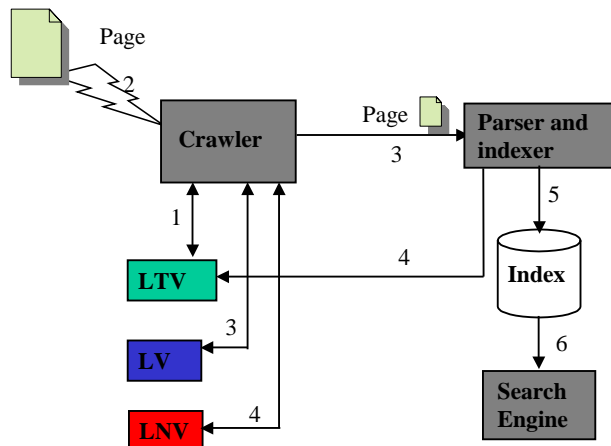 Page
2
Crawler
Page
3
Parser and
indexer
1
5
4
LTV
Index
3
LV
6
4
LNV
Search
Engine